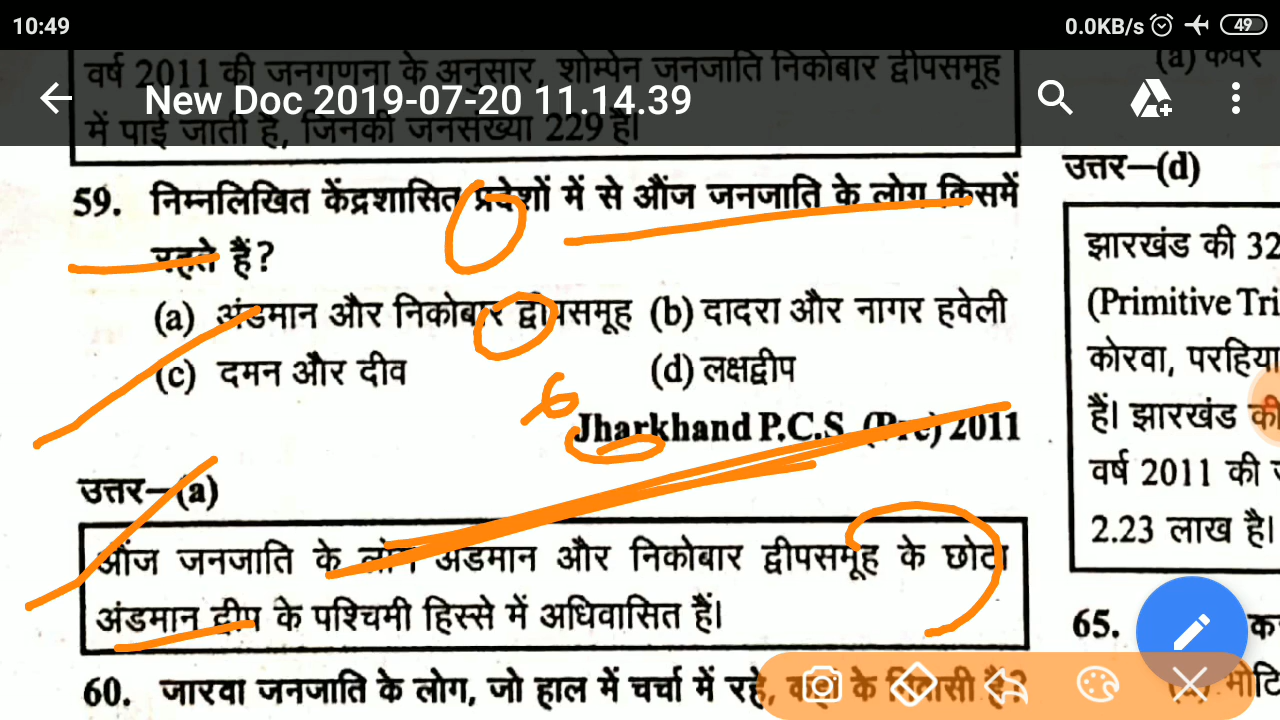 10:49
0.0KB/s
49
New Doc 2019-07-20 11.14.39
वर्ष 2011 की जनगणना के अनुसार, शोम्पेन जनजाति निकोबार द्वीपसमूह
में पाई जाती है, जिनकी जनसंख्या 229 है।
59. निम्नलिखित केंद्रशासित प्रदेशों में से औंज जनजाति के लोग किसमें
रहते हैं?
(a) अंडमान और निकोबार द्वीपसमूह (b) दादरा और नागर हवेली
(c) दमन और दीव (d) लक्षद्वीप
Jharkhand P.C.S. (Pre) 2011
उत्तर—(a)
औंज जनजाति के लोग अंडमान और निकोबार द्वीपसमूह के छोटा
अंडमान द्वीप के पश्चिमी हिस्से में अधिवासित हैं।
60. जारवा जनजाति के लोग, जो हाल में चर्चा में रहे, कहां के निवासी हैं?
(a) कवर
उत्तर—(d)
झारखंड की 32
(Primitive Tri
कोरवा, परहिया
हैं। झारखंड की
वर्ष 2011 की
2.23 लाख है।
65.